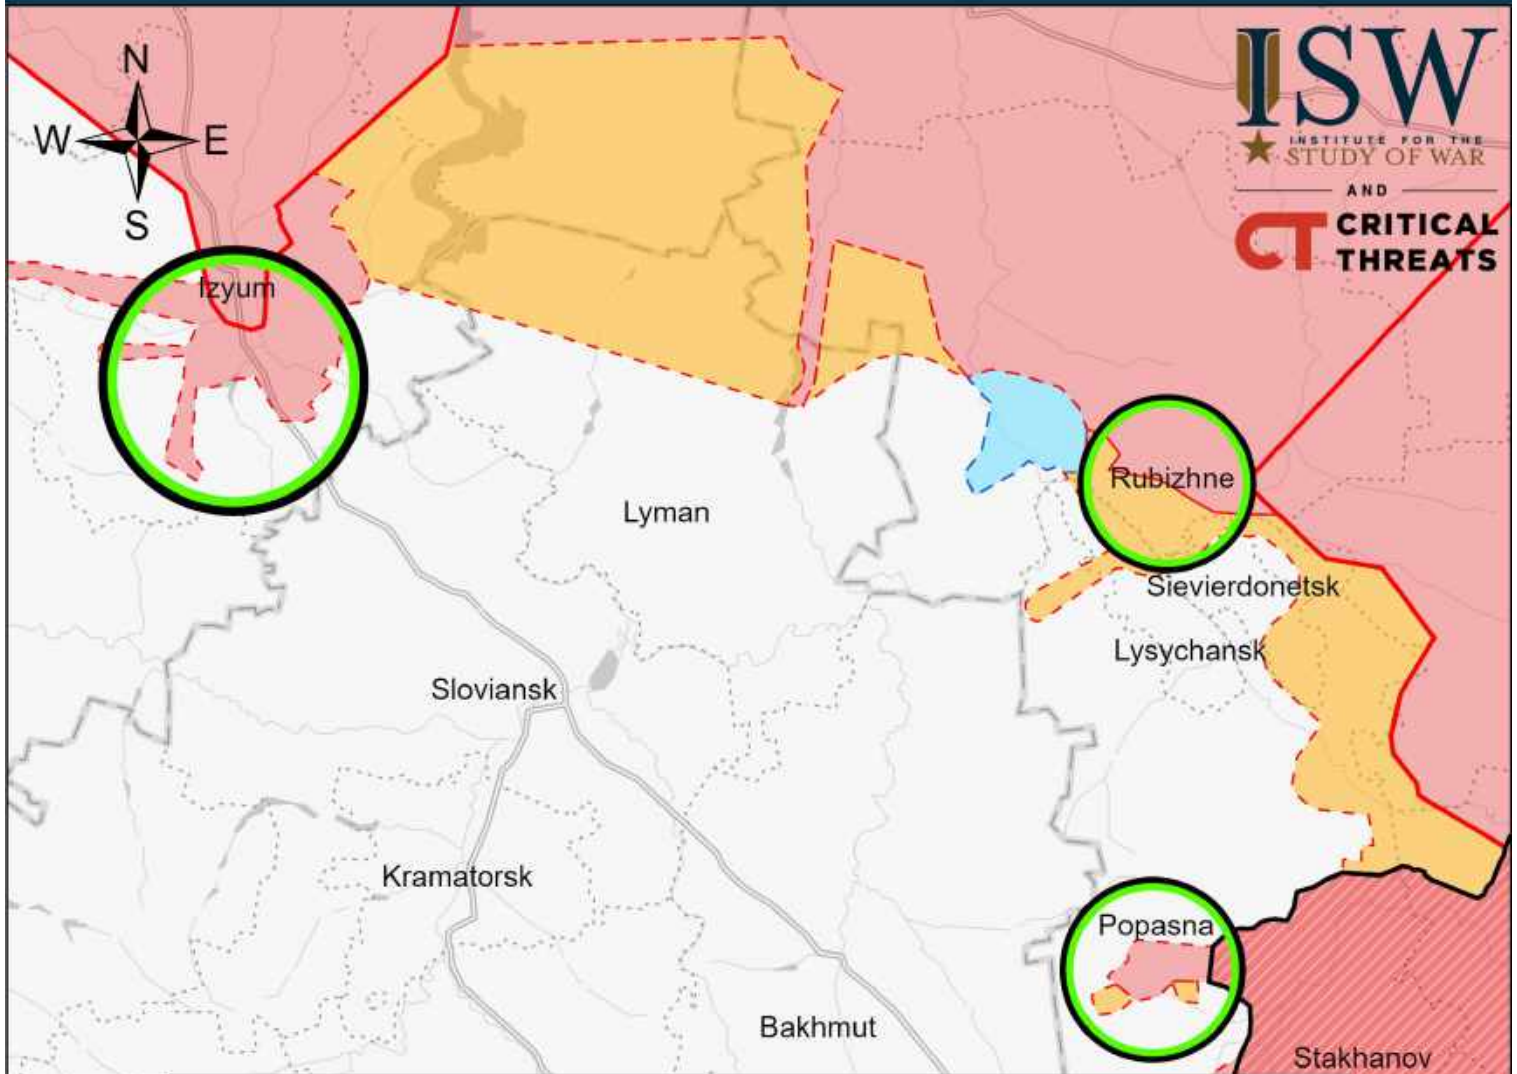 N
W E
S
ISW
INSTITUTE FOR THE
STUDY OF WAR
AND
CT CRITICAL
THREATS
Izyum
Rubizhne
Lyman
Sievierdonetsk
Lysychansk
Sloviansk
Kramatorsk
Popasna
Bakhmut
Stakhanov